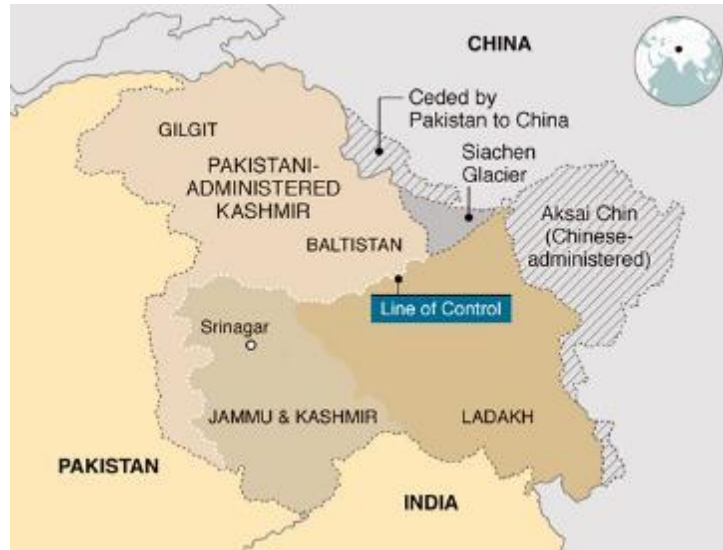 CHINA
Ceded by
Pakistan to China
GILGIT
Siachen
Glacier
PAKISTANI-
ADMINISTERED
KASHMIR
Aksai Chin
(Chinese-
administered)
BALTISTAN
Line of Control
Srinagar
JAMMU & KASHMIR
LADAKH
PAKISTAN
INDIA